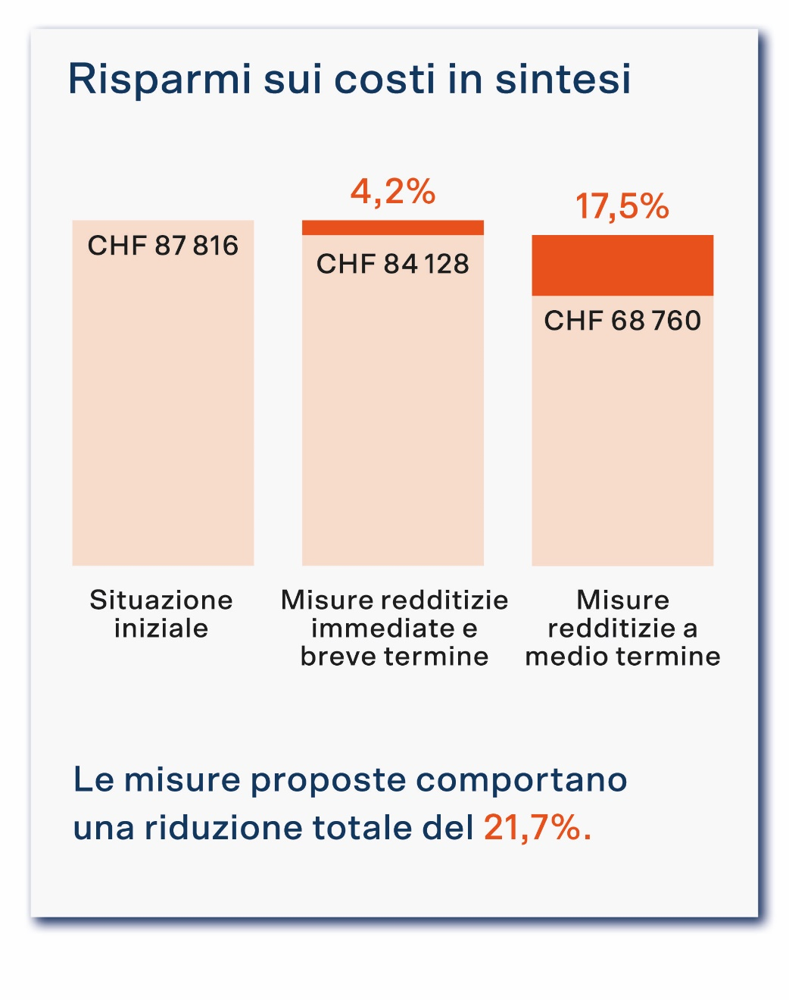 Risparmi sui costi in sintesi
4,2%
17,5%
CHF 87 816
CHF 84 128
CHF 68 760
Situazione
iniziale
Misure redditizie
immediate e
breve termine
Misure
redditizie a
medio termine
Le misure proposte comportano
una riduzione totale del 21,7%.